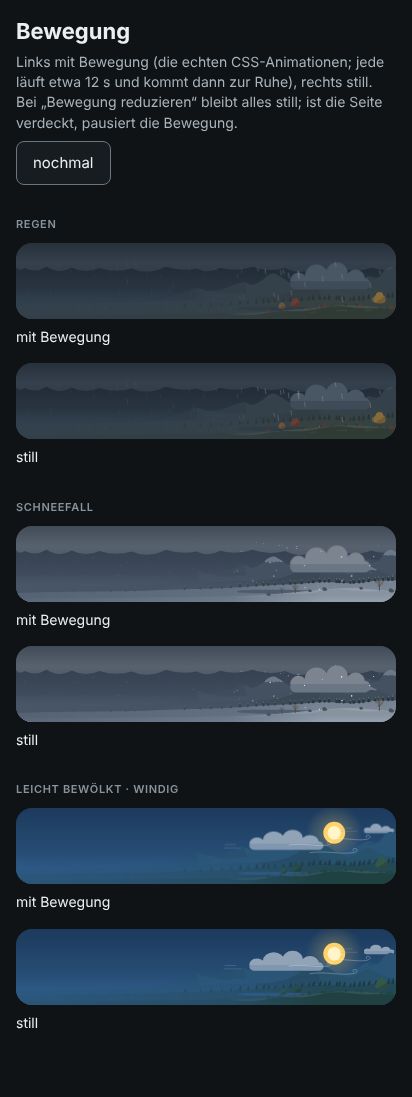 Bewegung
Links mit Bewegung (die echten CSS-Animationen; jede
läuft etwa 12 s und kommt dann zur Ruhe), rechts still.
Bei „Bewegung reduzieren“ bleibt alles still; ist die Seite
verdeckt, pausiert die Bewegung.
nochmal
REGEN
mit Bewegung
still
SCHNEEFALL
mit Bewegung
still
LEICHT BEWÖLKT · WINDIG
mit Bewegung
still